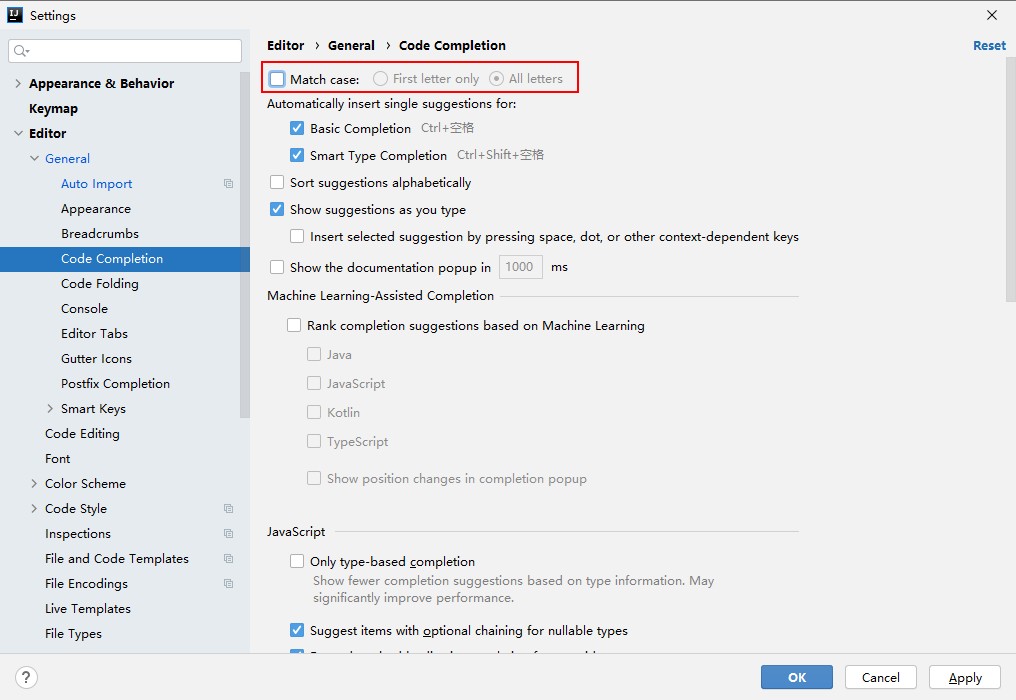 IJ
Settings
Appearance & Behavior
Keymap
Editor
General
Auto Import
Appearance
Breadcrumbs
Code Completion
Code Folding
Console
Editor Tabs
Gutter Icons
Postfix Completion
Smart Keys
Code Editing
Font
Color Scheme
Code Style
Inspections
File and Code Templates
File Encodings
Live Templates
File Types
Editor › General › Code Completion
Reset
Match case: First letter only All letters
Automatically insert single suggestions for:
Basic Completion Ctrl+空格
Smart Type Completion Ctrl+Shift+空格
Sort suggestions alphabetically
Show suggestions as you type
Insert selected suggestion by pressing space, dot, or other context-dependent keys
Show the documentation popup in 1000 ms
Machine Learning-Assisted Completion
Rank completion suggestions based on Machine Learning
Java
JavaScript
Kotlin
TypeScript
Show position changes in completion popup
JavaScript
Only type-based completion
Show fewer completion suggestions based on type information. May
significantly improve performance.
Suggest items with optional chaining for nullable types
?
OK
Cancel
Apply